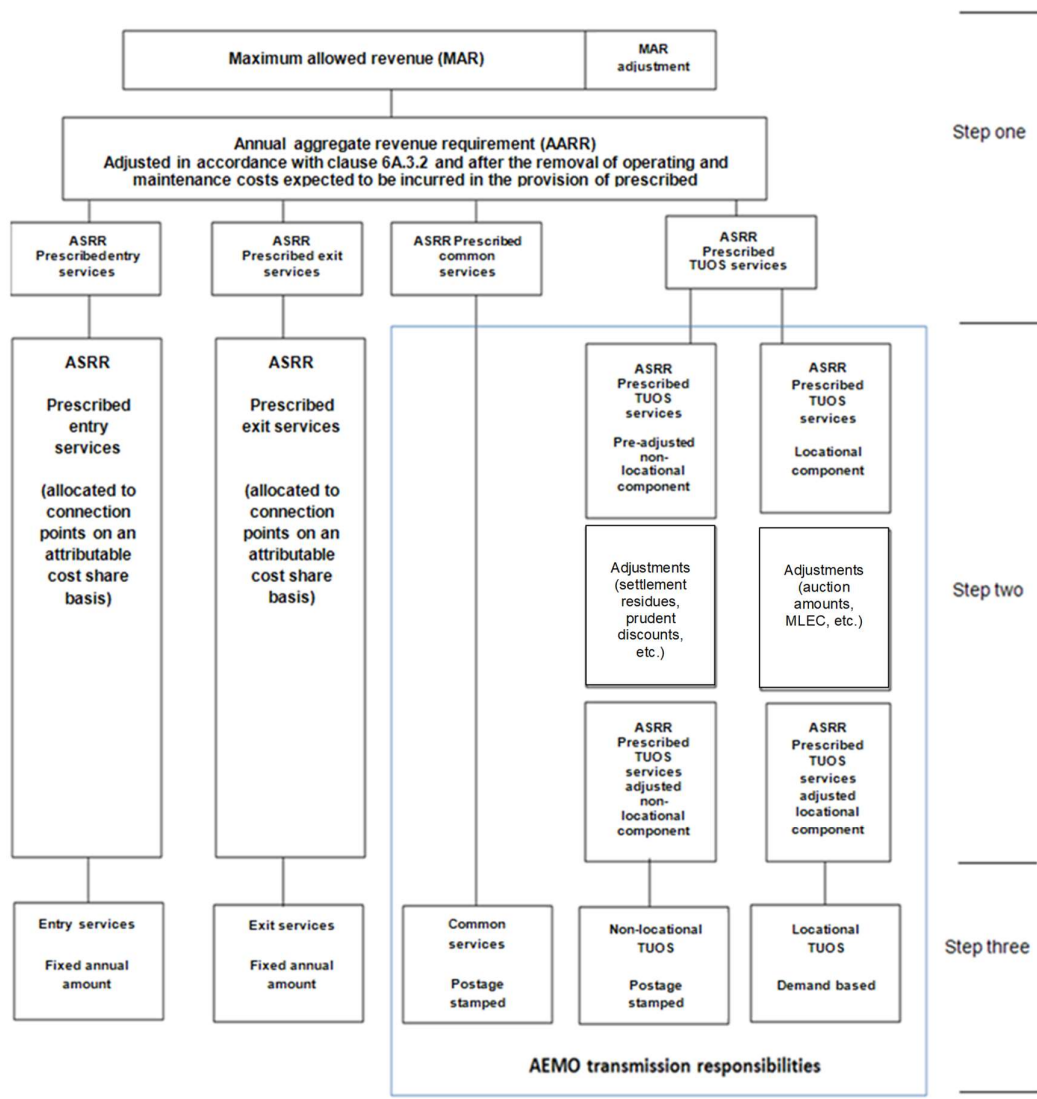 Maximum allowed revenue (MAR)
MAR
adjustment
Step one
Annual aggregate revenue requirement (AARR)
Adjusted in accordance with clause 6A.3.2 and after the removal of operating and
maintenance costs expected to be incurred in the provision of prescribed
ASRR
Prescribed entry
services
ASRR
Prescribed exit
services
ASRR Prescribed
common
services
ASRR
Prescribed
TUOS services
ASRR
Prescribed
entry
services
(allocated to
connection
points on an
attributable
cost share
basis)
ASRR
Prescribed
exit services
(allocated to
connection
points on an
attributable
cost share
basis)
ASRR
Prescribed
TUOS
services
Pre-adjusted
non-
locational
component
ASRR
Prescribed
TUOS
services
Locational
component
Adjustments
(settlement
residues,
prudent
discounts,
etc.)
Adjustments
(auction
amounts,
MLEC, etc.)
Step two
ASRR
Prescribed
TUOS
services
adjusted
non-
locational
component
ASRR
Prescribed
TUOS
services
adjusted
locational
component
Entry services
Fixed annual
amount
Exit services
Fixed annual
amount
Common
services
Postage
stamped
Non-locational
TUOS
Postage
stamped
Locational
TUOS
Demand based
Step three
AEMO transmission responsibilities